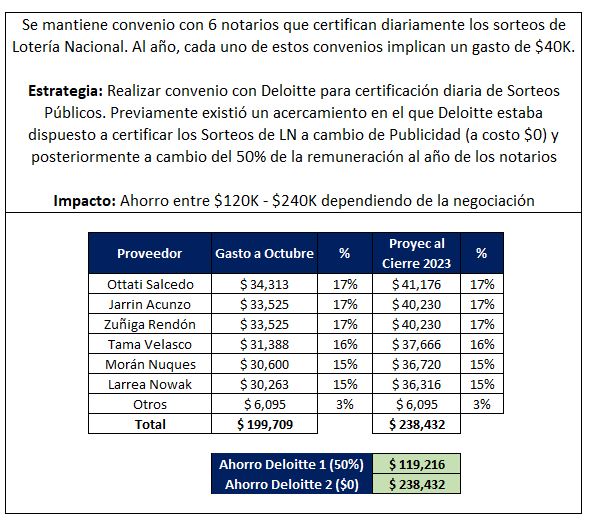 Se mantiene convenio con 6 notarios que certifican diariamente los sorteos de
Lotería Nacional. Al año, cada uno de estos convenios implican un gasto de $40K.
Estrategia: Realizar convenio con Deloitte para certificación diaria de Sorteos
Públicos. Previamente existió un acercamiento en el que Deloitte estaba
dispuesto a certificar los Sorteos de LN a cambio de Publicidad (a costo $0) y
posteriormente a cambio del 50% de la remuneración al año de los notarios
Impacto: Ahorro entre $120K - $240K dependiendo de la negociación
Proveedor Gasto a Octubre % Proyec al Cierre 2023 %
Ottati Salcedo $ 34,313 17% $ 41,176 17%
Jarrin Acunzo $ 33,525 17% $ 40,230 17%
Zuñiga Rendón $ 33,525 17% $ 40,230 17%
Tama Velasco $ 31,388 16% $ 37,666 16%
Morán Nuques $ 30,600 15% $ 36,720 15%
Larrea Nowak $ 30,263 15% $ 36,316 15%
Otros $ 6,095 3% $ 6,095 3%
Total $ 199,709 $ 238,432
Ahorro Deloitte 1 (50%) $ 119,216
Ahorro Deloitte 2 ($0) $ 238,432